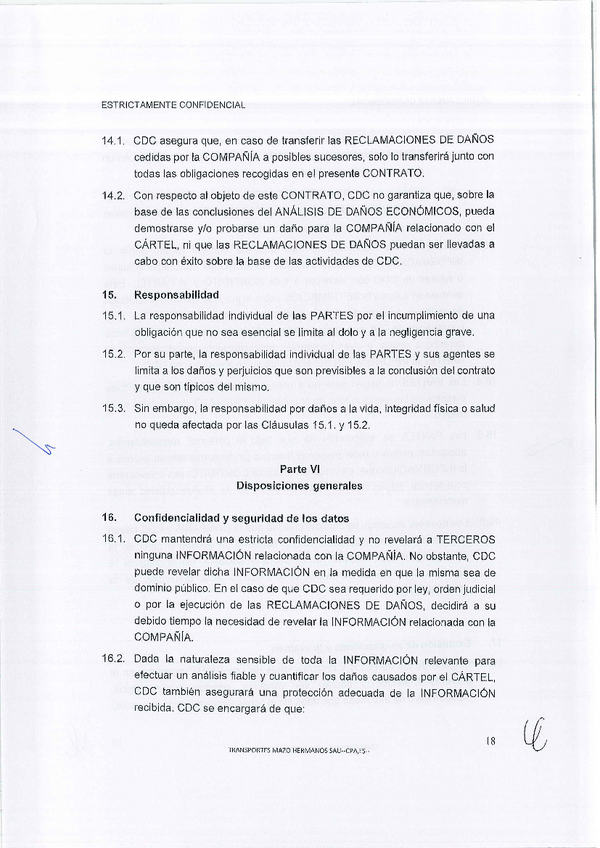 ESTRICTAMENTE CONFIDENCIAL
14.1. CDC asegura que, en caso de transferir las RECLAMACIONES DE DAÑOS
cedidas por la COMPAÑÍA a posibles sucesores, solo lo transferirá junto con
todas las obligaciones recogidas en el presente CONTRATO.
14.2. Con respecto al objeto de este CONTRATO, CDC no garantiza que, sobre la
base de las conclusiones del ANÁLISIS DE DAÑOS ECONÓMICOS, pueda
demostrarse y/o probarse un daño para la COMPAÑÍA relacionado con el
CÁRTEL, ni que las RECLAMACIONES DE DAÑOS puedan ser llevadas a
cabo con éxito sobre la base de las actividades de CDC.
15. Responsabilidad
15.1. La responsabilidad individual de las PARTES por el incumplimiento de una
obligación que no sea esencial se limita al dolo y a la negligencia grave.
15.2. Por su parte, la responsabilidad individual de las PARTES y sus agentes se
limita a los daños y perjuicios que son previsibles a la conclusión del contrato
y que son típicos del mismo.
15.3. Sin embargo, la responsabilidad por daños a la vida, integridad física o salud
no queda afectada por las Cláusulas 15.1. y 15.2.
Parte VI
Disposiciones generales
16. Confidencialidad y seguridad de los datos
16.1. CDC mantendrá una estricta confidencialidad y no revelará a TERCEROS
ninguna INFORMACIÓN relacionada con la COMPAÑÍA. No obstante, CDC
puede revelar dicha INFORMACIÓN en la medida en que la misma sea de
dominio público. En el caso de que CDC sea requerido por ley, orden judicial
o por la ejecución de las RECLAMACIONES DE DAÑOS, decidirá a su
debido tiempo la necesidad de revelar la INFORMACIÓN relacionada con la
COMPAÑÍA.
16.2. Dada la naturaleza sensible de toda la INFORMACIÓN relevante para
efectuar un análisis fiable y cuantificar los daños causados por el CÁRTEL,
CDC también asegurará una protección adecuada de la INFORMACIÓN
recibida. CDC se encargará de que:
18
TRANSPORTES MAZO HERMANOS SAU--CPA,ES--